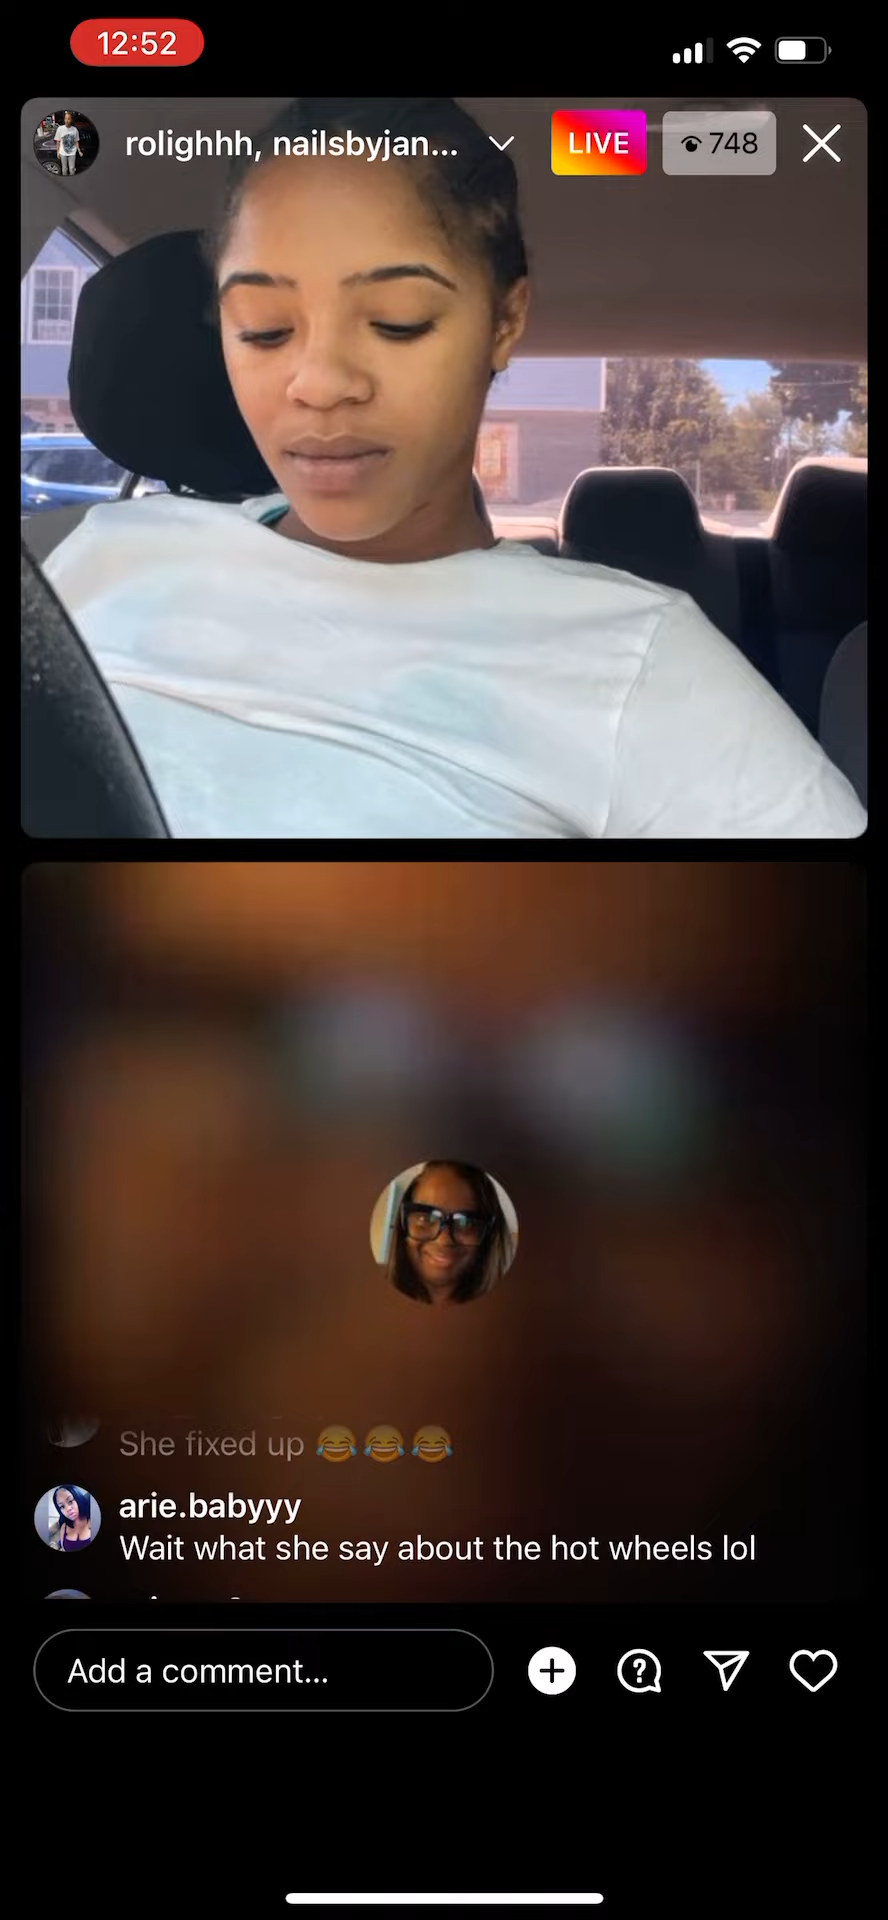 12:52
rolighhh, nailsbyjan...
LIVE
748
She fixed up 😂😂😂
arie.babyyy
Wait what she say about the hot wheels lol
Add a comment...